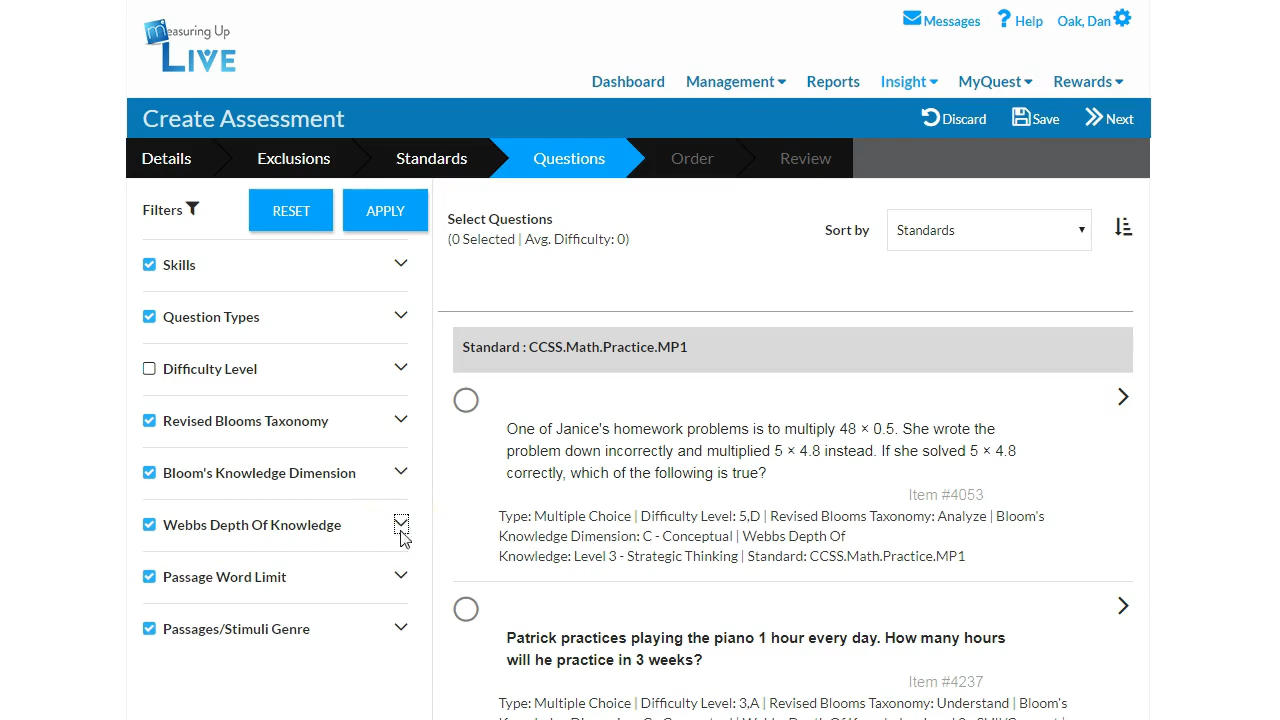 measuring Up
LIVE
Messages
Help
Oak, Dan
Dashboard
Management
Reports
Insight
MyQuest
Rewards
Create Assessment
Discard
Save
Next
Details
Exclusions
Standards
Questions
Order
Review
Filters
RESET
APPLY
Skills
Question Types
Difficulty Level
Revised Blooms Taxonomy
Bloom's Knowledge Dimension
Webbs Depth Of Knowledge
Passage Word Limit
Passages/Stimuli Genre
Select Questions
(0 Selected | Avg. Difficulty: 0)
Sort by
Standards
Standard : CCSS.Math.Practice.MP1
One of Janice's homework problems is to multiply 48 × 0.5. She wrote the
problem down incorrectly and multiplied 5 × 4.8 instead. If she solved 5 × 4.8
correctly, which of the following is true?
Item #4053
Type: Multiple Choice | Difficulty Level: 5,D | Revised Blooms Taxonomy: Analyze | Bloom's
Knowledge Dimension: C - Conceptual | Webbs Depth Of
Knowledge: Level 3 - Strategic Thinking | Standard: CCSS.Math.Practice.MP1
Patrick practices playing the piano 1 hour every day. How many hours
will he practice in 3 weeks?
Item #4237
Type: Multiple Choice | Difficulty Level: 3,A | Revised Blooms Taxonomy: Understand | Bloom's